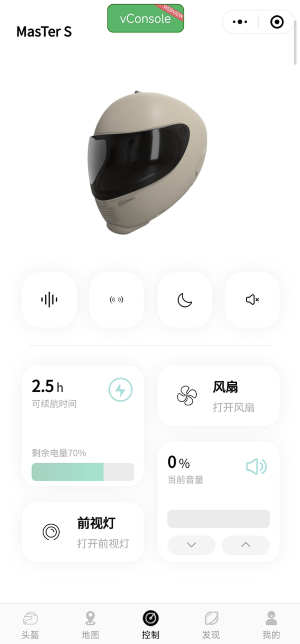 vConsole
WEBVIEW
MasTer S
2.5 h
可续航时间
剩余电量70%
风扇
打开风扇
0 %
当前音量
前视灯
打开前视灯
头盔
地图
控制
发现
我的